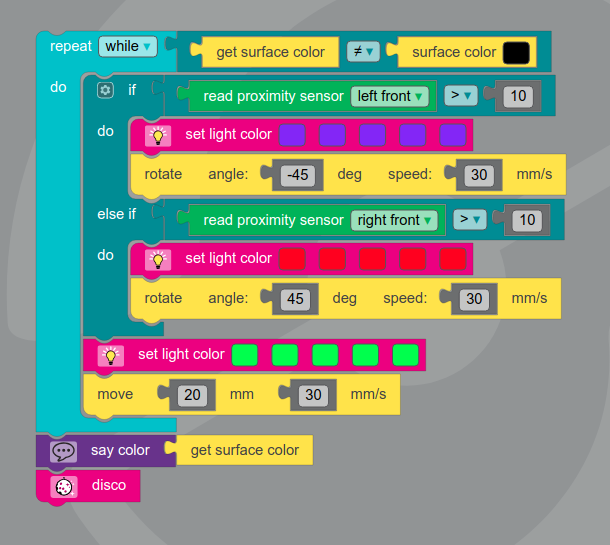 repeat while ▾ get surface color ≠ ▾ surface color
do if read proximity sensor left front ▾ > ▾ 10
do set light color
rotate angle: -45 deg speed: 30 mm/s
else if read proximity sensor right front ▾ > ▾ 10
do set light color
rotate angle: 45 deg speed: 30 mm/s
set light color
move 20 mm 30 mm/s
say color get surface color
disco